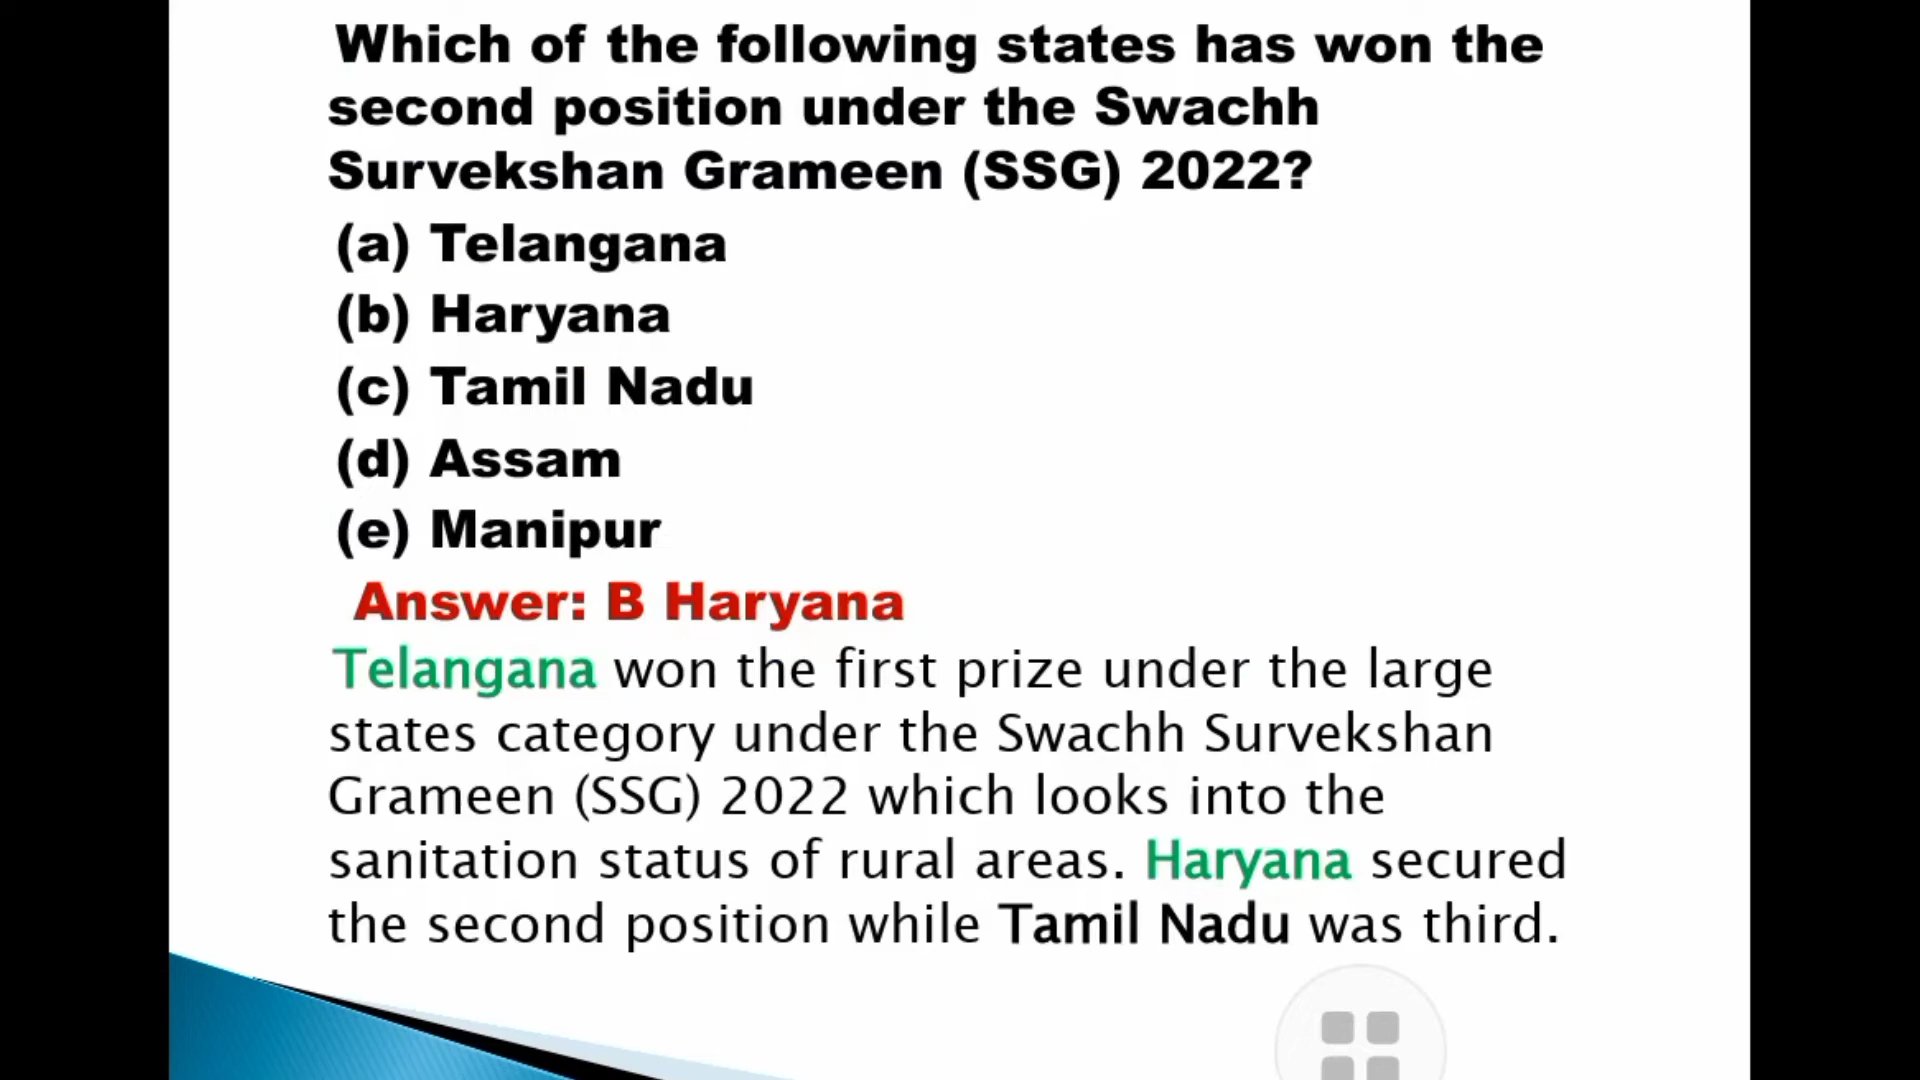 Which of the following states has won the
second position under the Swachh
Survekshan Grameen (SSG) 2022?
(a) Telangana
(b) Haryana
(c) Tamil Nadu
(d) Assam
(e) Manipur
Answer: B Haryana
Telangana won the first prize under the large
states category under the Swachh Survekshan
Grameen (SSG) 2022 which looks into the
sanitation status of rural areas. Haryana secured
the second position while Tamil Nadu was third.